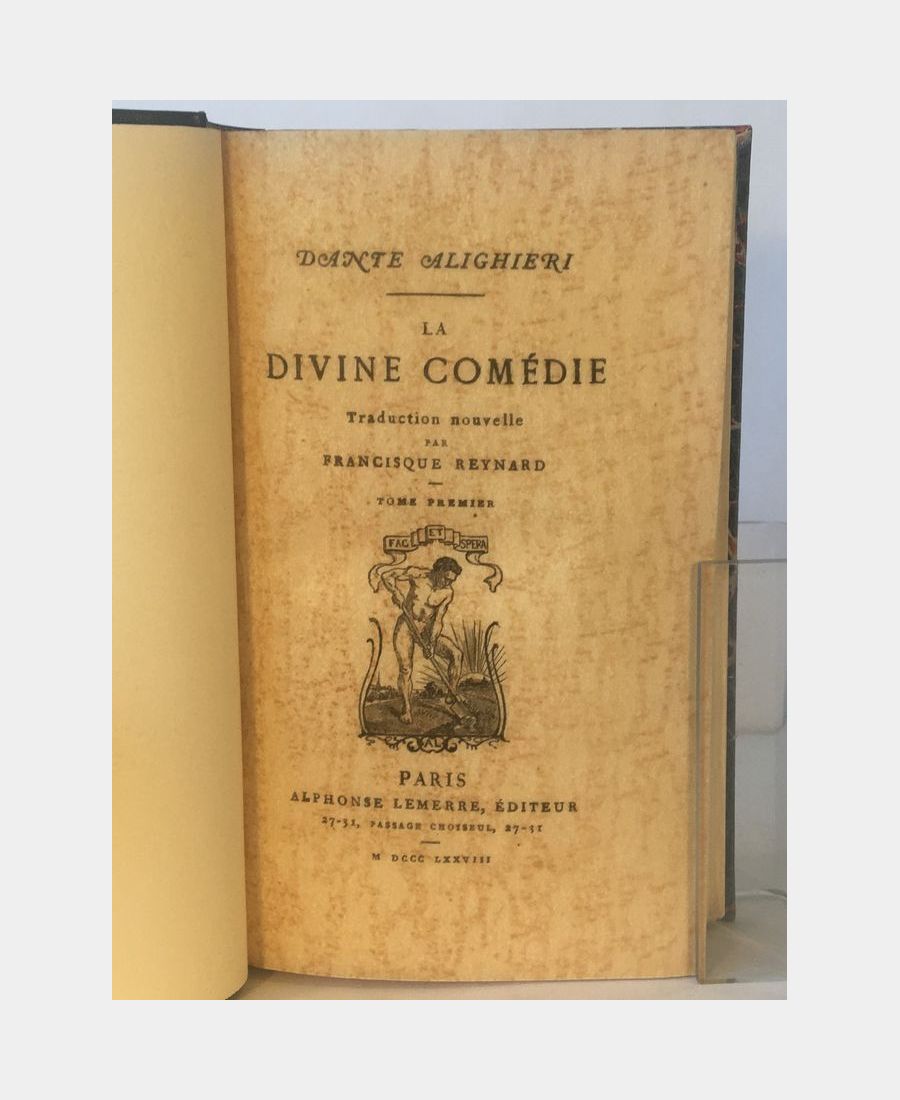 DANTE ALIGHIERI
LA
DIVINE COMÉDIE
Traduction nouvelle
PAR
FRANCISQUE REYNARD
TOME PREMIER
FAC ET SPERA
AL
PARIS
ALPHONSE LEMERRE, ÉDITEUR
27-31, PASSAGE CHOISEUL, 27-31
M DCCC LXXVIII